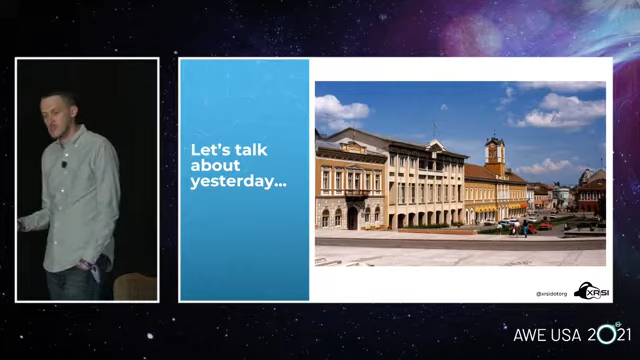 Let's talk
about
yesterday...
@xrsidotorg
XRSI
AWE USA 2021